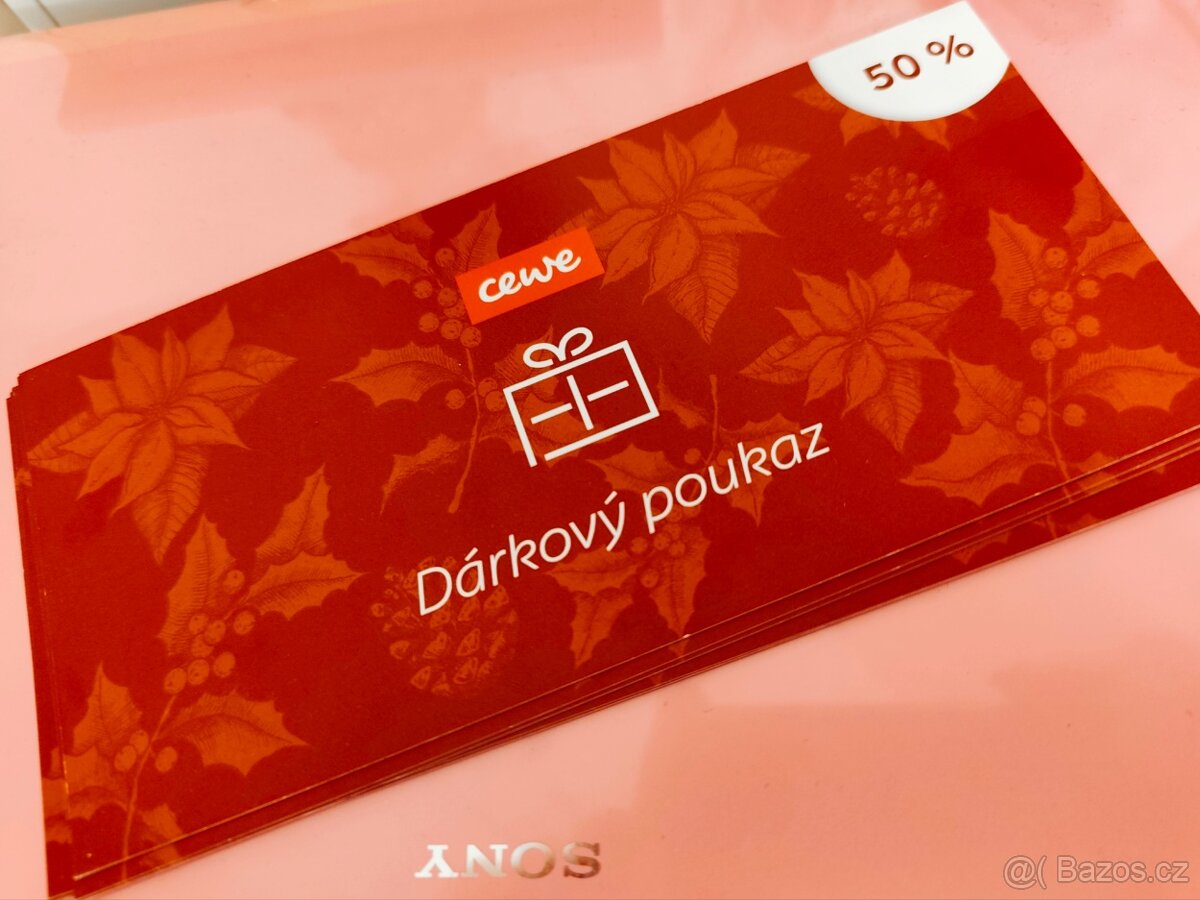 50 %
cewe
Dárkový poukaz
SONY
@( Bazos.cz